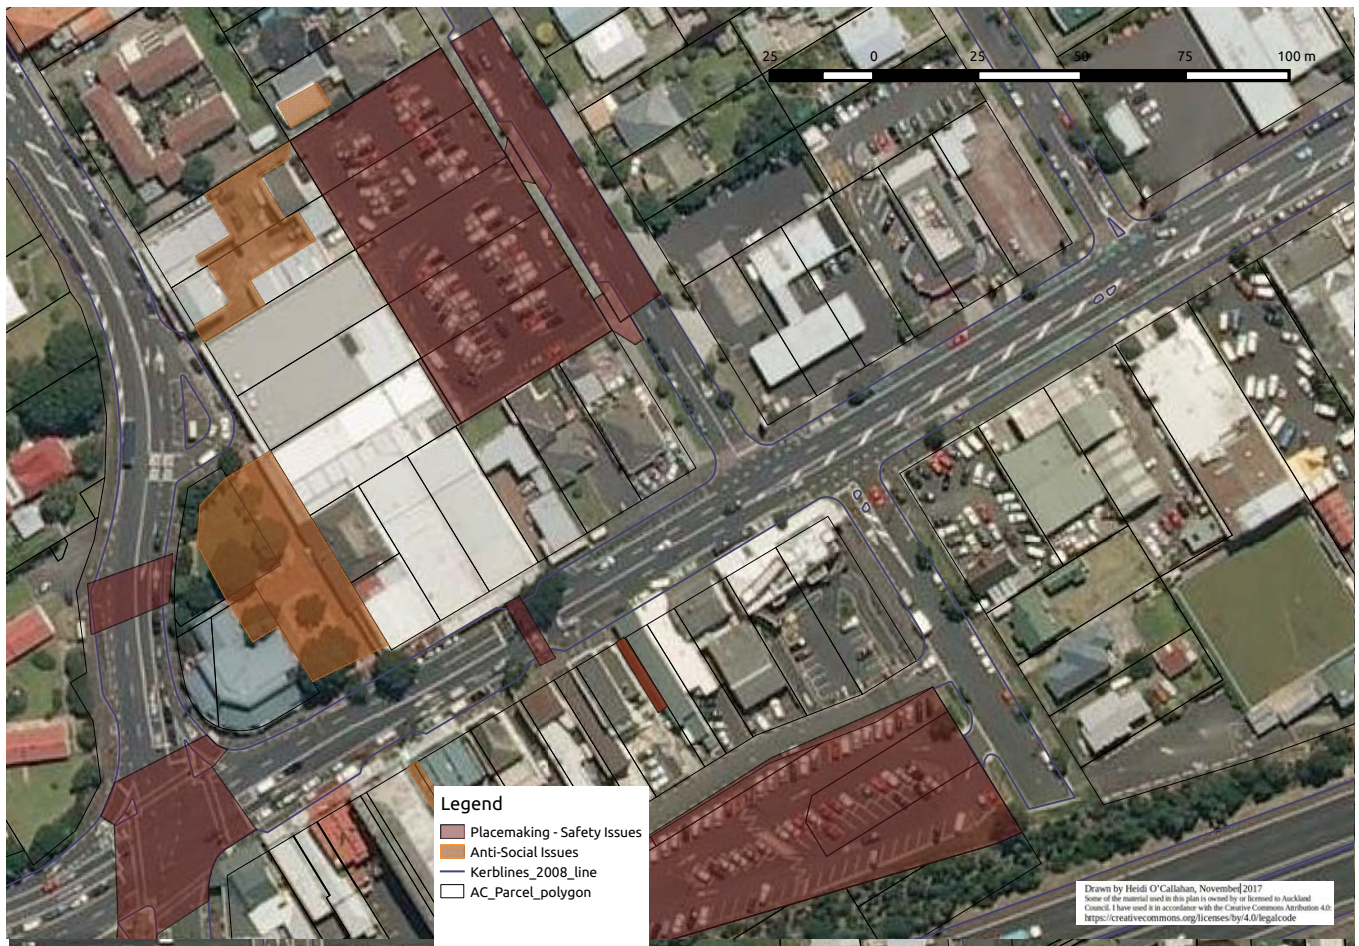 25 0 25 50 75 100 m
Legend
Placemaking - Safety Issues
Anti-Social Issues
Kerblines_2008_line
AC_Parcel_polygon
Drawn by Heidi O'Callahan, November 2017
Some of the material used in this plan is owned by or licensed to Auckland
Council. I have used it in accordance with the Creative Commons Attribution 4.0:
https://creativecommons.org/licenses/by/4.0/legalcode